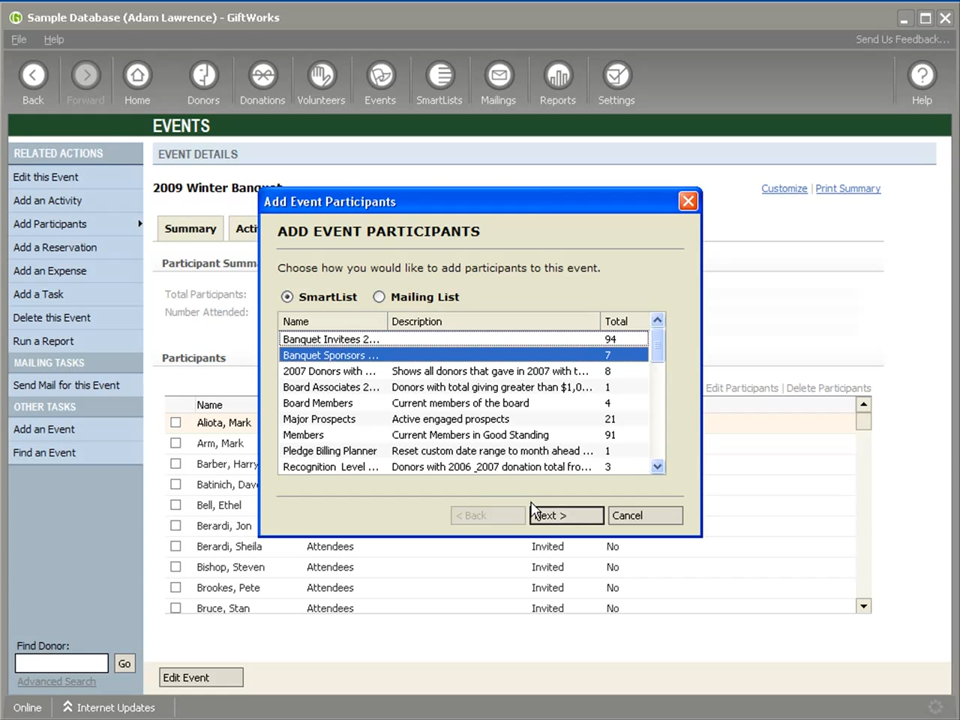 Sample Database (Adam Lawrence) - GiftWorks
File Help Send Us Feedback...
Back Forward Home Donors Donations Volunteers Events SmartLists Mailings Reports Settings Help
EVENTS
RELATED ACTIONS
Edit this Event
Add an Activity
Add Participants
Add a Reservation
Add an Expense
Add a Task
Delete this Event
Run a Report
MAILING TASKS
Send Mail for this Event
OTHER TASKS
Add an Event
Find an Event
Find Donor:
Go
Advanced Search
EVENT DETAILS
2009 Winter Banquet
Customize | Print Summary
Summary Acti
Participant Summ
Total Participants:
Number Attended:
Participants
Edit Participants | Delete Participants
Name
Aliota, Mark
Arm, Mark
Barber, Harry
Batinich, Dav
Bell, Ethel
Berardi, Jon
Berardi, Sheila Attendees Invited No
Bishop, Steven Attendees Invited No
Brookes, Pete Attendees Invited No
Bruce, Stan Attendees Invited No
Edit Event
Add Event Participants
ADD EVENT PARTICIPANTS
Choose how you would like to add participants to this event.
SmartList Mailing List
Name Description Total
Banquet Invitees 2... 94
Banquet Sponsors ... 7
2007 Donors with ... Shows all donors that gave in 2007 with t... 8
Board Associates 2... Donors with total giving greater than $1,0... 1
Board Members Current members of the board 4
Major Prospects Active engaged prospects 21
Members Current Members in Good Standing 91
Pledge Billing Planner Reset custom date range to month ahead ... 1
Recognition Level ... Donors with 2006_2007 donation total fro... 3
< Back Next > Cancel
Online Internet Updates